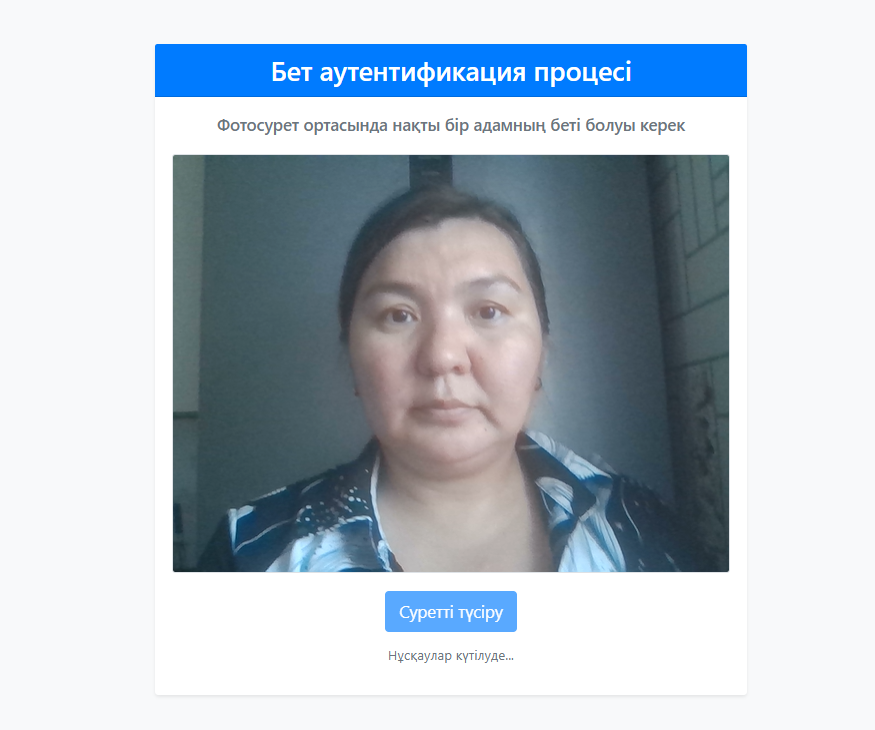 Бет аутентификация процесі
Фотосурет ортасында нақты бір адамның беті болуы керек
Суретті түсіру
Нұсқаулар күтілуде...